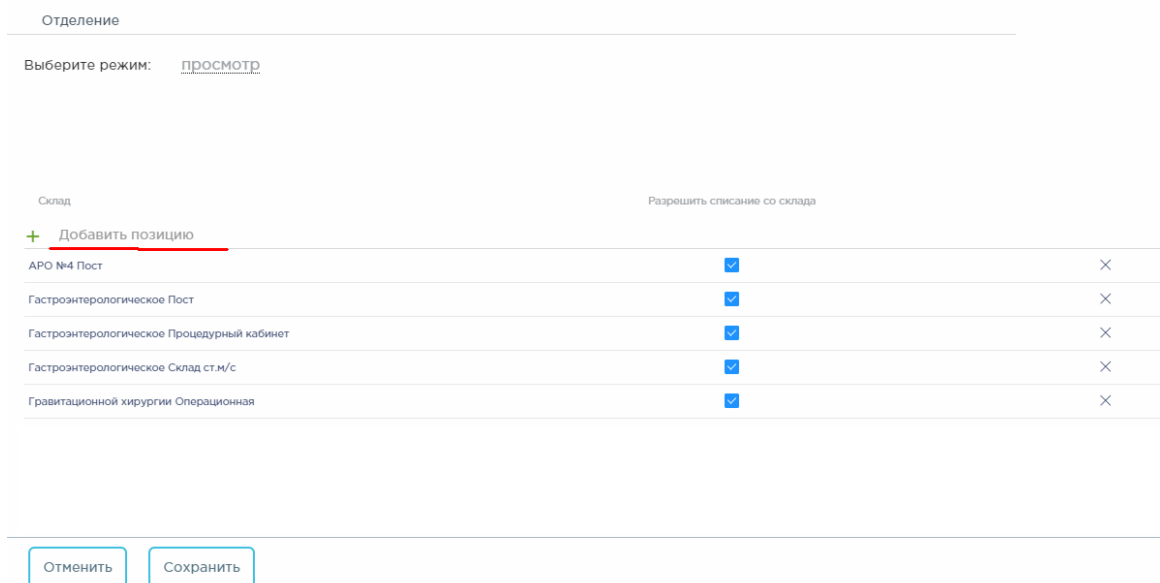 Отделение
Выберите режим: просмотр
Склад Разрешить списание со склада
+ Добавить позицию
АРО №4 Пост
Гастроэнтерологическое Пост
Гастроэнтерологическое Процедурный кабинет
Гастроэнтерологическое Склад ст.м/с
Гравитационной хирургии Операционная
Отменить Сохранить